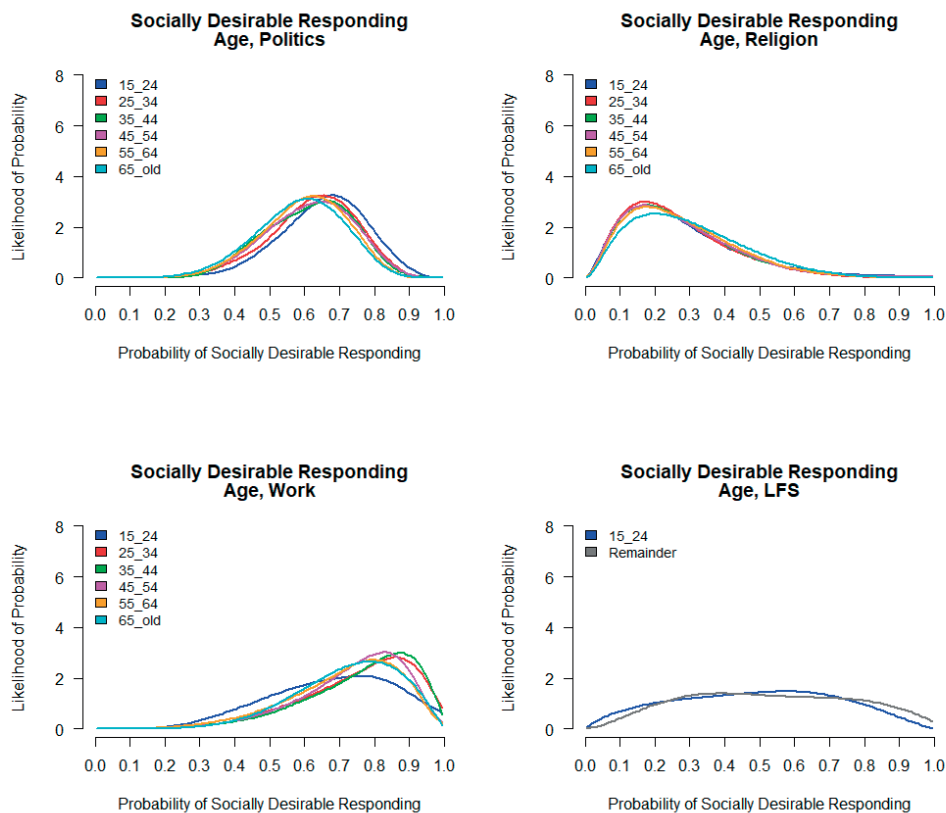 Socially Desirable Responding
Age, Politics
Likelihood of Probability
8
6
4
2
0
15_24
25_34
35_44
45_54
55_64
65_old
0.0 0.1 0.2 0.3 0.4 0.5 0.6 0.7 0.8 0.9 1.0
Probability of Socially Desirable Responding
Socially Desirable Responding
Age, Religion
Likelihood of Probability
8
6
4
2
0
15_24
25_34
35_44
45_54
55_64
65_old
0.0 0.1 0.2 0.3 0.4 0.5 0.6 0.7 0.8 0.9 1.0
Probability of Socially Desirable Responding
Socially Desirable Responding
Age, Work
Likelihood of Probability
8
6
4
2
0
15_24
25_34
35_44
45_54
55_64
65_old
0.0 0.1 0.2 0.3 0.4 0.5 0.6 0.7 0.8 0.9 1.0
Probability of Socially Desirable Responding
Socially Desirable Responding
Age, LFS
Likelihood of Probability
8
6
4
2
0
15_24
Remainder
0.0 0.1 0.2 0.3 0.4 0.5 0.6 0.7 0.8 0.9 1.0
Probability of Socially Desirable Responding